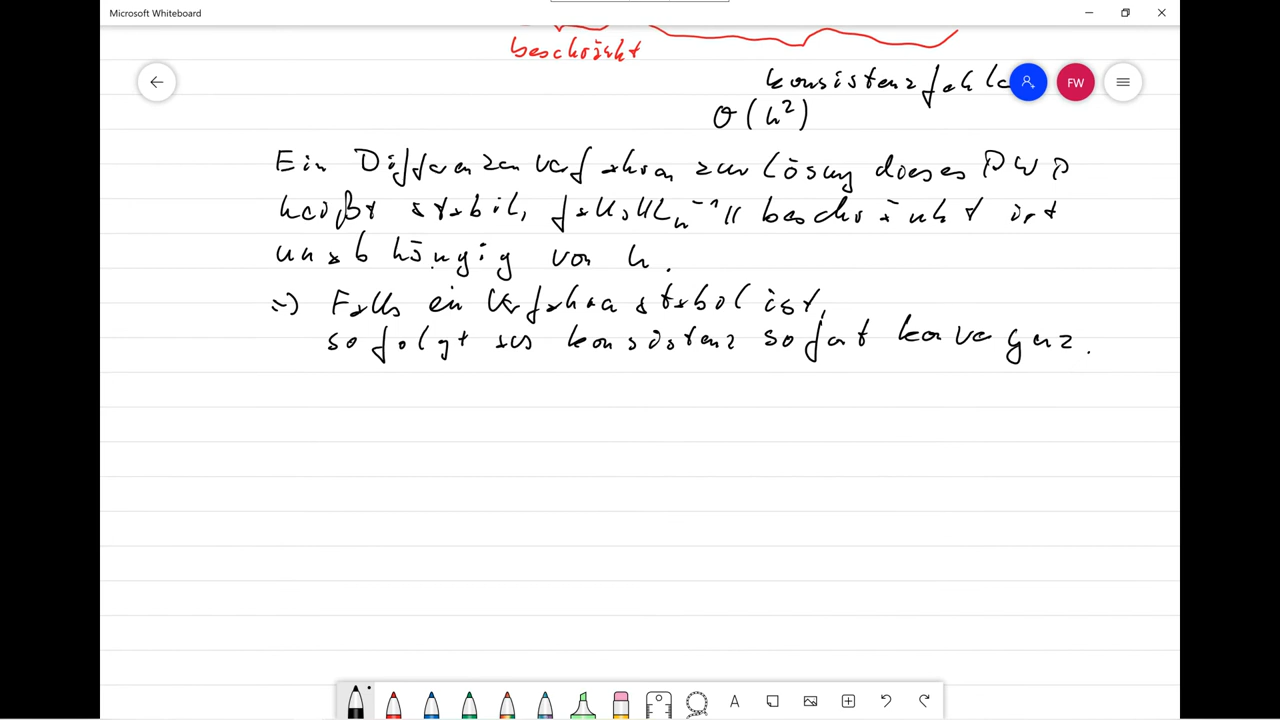 Microsoft Whiteboard
beschränkt
Konsistenzfehle
FW
O(h²)
Ein Differenzenverfahren zur Lösung dieses RWP
heißt stabil, falls ‖L_h⁻¹‖ beschränkt ist
unabhängig von h.
=> Falls ein Verfahren stabil ist,
so folgt aus Konsistenz sofort Konvergenz.
A